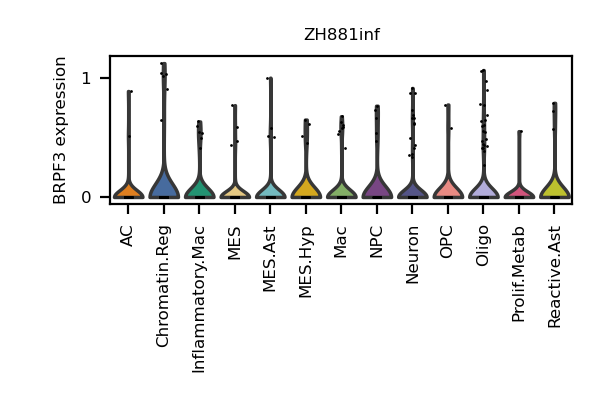 ZH881inf
BRPF3 expression
1
0
AC
Chromatin.Reg
Inflammatory.Mac
MES
MES.Ast
MES.Hyp
Mac
NPC
Neuron
OPC
Oligo
Prolif.Metab
Reactive.Ast